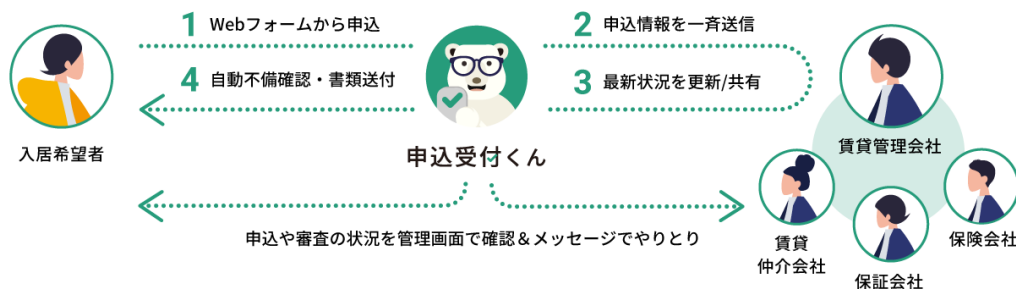 1 Webフォームから申込
2 申込情報を一斉送信
4 自動不備確認・書類送付
3 最新状況を更新/共有
入居希望者
申込受付くん
賃貸管理会社
申込や審査の状況を管理画面で確認＆メッセージでやりとり
賃貸
仲介会社
保証会社
保険会社